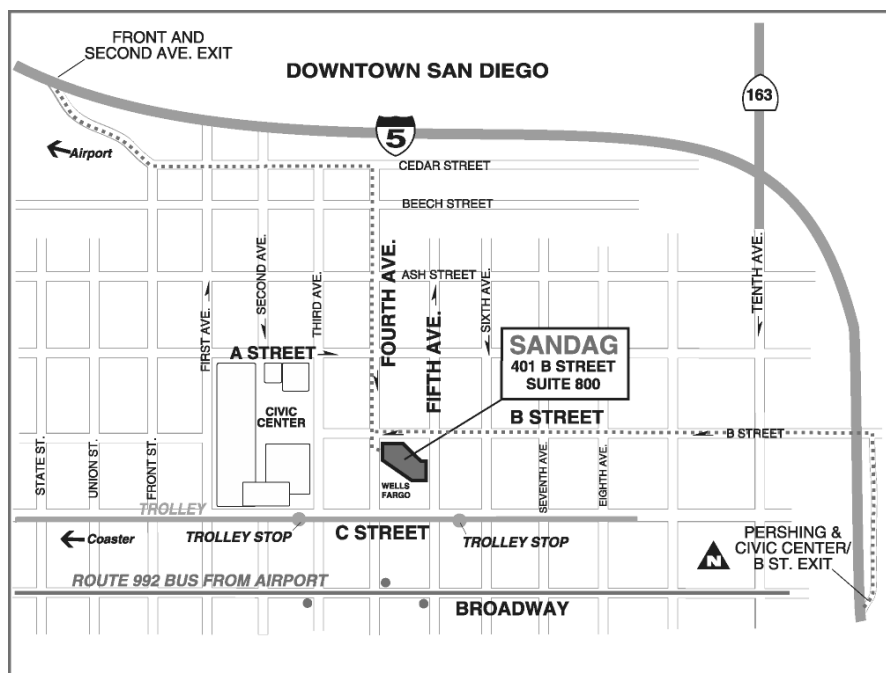 FRONT AND
SECOND AVE. EXIT
DOWNTOWN SAN DIEGO
163
5
Airport
CEDAR STREET
BEECH STREET
ASH STREET
FIRST AVE.
SECOND AVE.
THIRD AVE.
FOURTH AVE.
FIFTH AVE.
SIXTH AVE.
TENTH AVE.
A STREET
SANDAG
401 B STREET
SUITE 800
CIVIC
CENTER
B STREET
B STREET
STATE ST.
UNION ST.
FRONT ST.
WELLS
FARGO
SEVENTH AVE.
EIGHTH AVE.
TROLLEY
Coaster
TROLLEY STOP
C STREET
TROLLEY STOP
N
PERSHING &
CIVIC CENTER/
B ST. EXIT
ROUTE 992 BUS FROM AIRPORT
BROADWAY